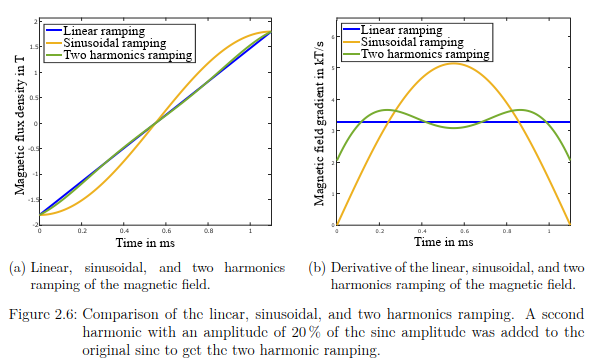 Linear ramping
Sinusoidal ramping
Two harmonics ramping
Magnetic flux density in T
2
1.5
1
0.5
0
-0.5
-1
-1.5
-2
0 0.2 0.4 0.6 0.8 1
Time in ms
Linear ramping
Sinusoidal ramping
Two harmonics ramping
Magnetic field gradient in kT/s
6
5
4
3
2
1
0
0 0.2 0.4 0.6 0.8 1
Time in ms
(a) Linear, sinusoidal, and two harmonics
ramping of the magnetic field.
(b) Derivative of the linear, sinusoidal, and two
harmonics ramping of the magnetic field.
Figure 2.6: Comparison of the linear, sinusoidal, and two harmonics ramping. A second
harmonic with an amplitude of 20 % of the sine amplitude was added to the
original sine to get the two harmonic ramping.